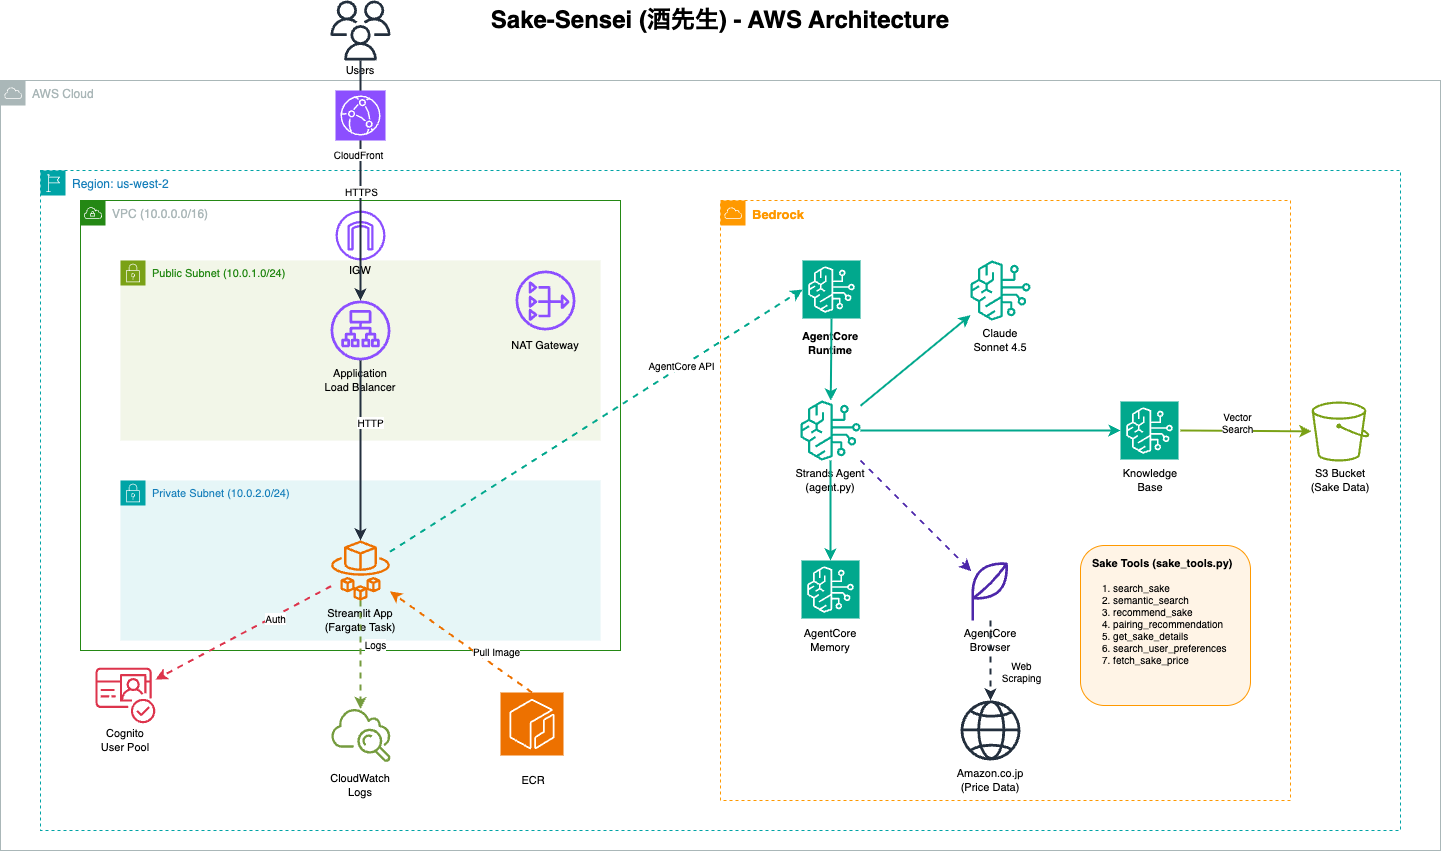 Sake-Sensei (酒先生) - AWS Architecture
Users
AWS Cloud
CloudFront
Region: us-west-2
HTTPS
VPC (10.0.0.0/16)
IGW
Public Subnet (10.0.1.0/24)
NAT Gateway
Application
Load Balancer
HTTP
Private Subnet (10.0.2.0/24)
Streamlit App
(Fargate Task)
Auth
Logs
Pull Image
Cognito
User Pool
CloudWatch
Logs
ECR
AgentCore API
Bedrock
AgentCore
Runtime
Claude
Sonnet 4.5
Strands Agent
(agent.py)
Knowledge
Base
Vector
Search
S3 Bucket
(Sake Data)
AgentCore
Memory
AgentCore
Browser
Web
Scraping
Amazon.co.jp
(Price Data)
Sake Tools (sake_tools.py)
1. search_sake
2. semantic_search
3. recommend_sake
4. pairing_recommendation
5. get_sake_details
6. search_user_preferences
7. fetch_sake_price